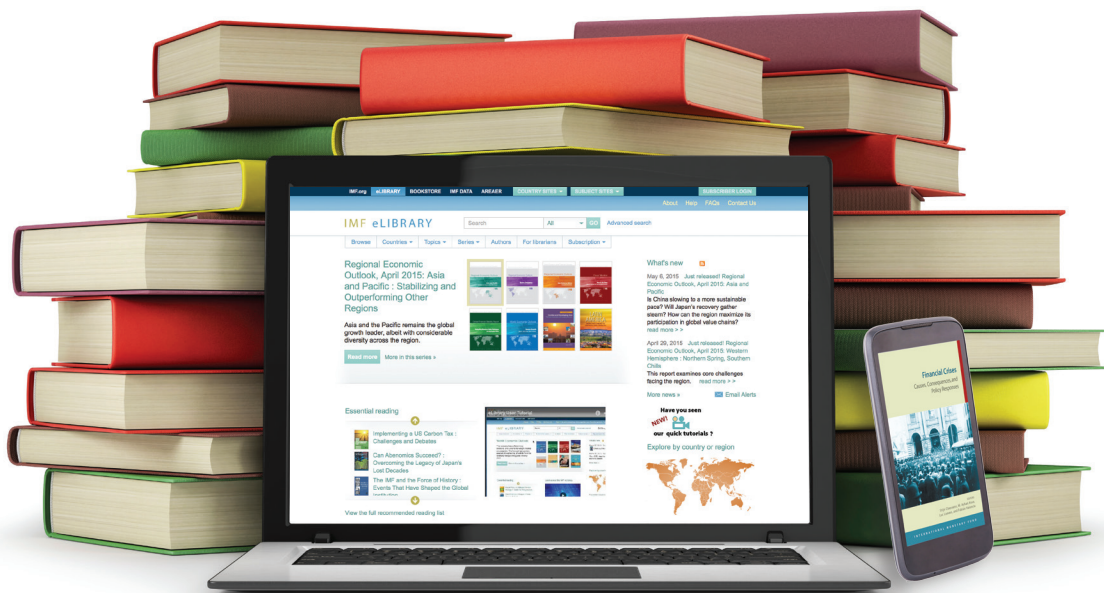 IMF.org eLIBRARY BOOKSTORE IMF DATA AREAER COUNTRY SITES SUBJECT SITES SUBSCRIBER LOGIN
About Help FAQs Contact Us
IMF eLIBRARY Search All GO Advanced search
Browse Countries Topics Series Authors For librarians Subscription
Regional Economic
Outlook, April 2015: Asia
and Pacific : Stabilizing and
Outperforming Other
Regions
Asia and the Pacific remains the global
growth leader, albeit with considerable
diversity across the region.
Read more More in this series »
What's new
May 6, 2015 Just released! Regional
Economic Outlook, April 2015: Asia and
Pacific
Is China slowing to a more sustainable
pace? Will Japan's recovery gather
steam? How can the region maximize its
participation in global value chains?
read more > >
April 29, 2015 Just released! Regional
Economic Outlook, April 2015: Western
Hemisphere : Northern Spring, Southern
Chills
This report examines core challenges
facing the region. read more > >
More news » Email Alerts
Essential reading
Implementing a US Carbon Tax :
Challenges and Debates
Can Abenomics Succeed? :
Overcoming the Legacy of Japan's
Lost Decades
The IMF and the Force of History :
Events That Have Shaped the Global
View the full recommended reading list
Have you seen
NEW!
our quick tutorials ?
Explore by country or region
Financial Crises
Causes, Consequences, and
Policy Responses
INTERNATIONAL MONETARY FUND